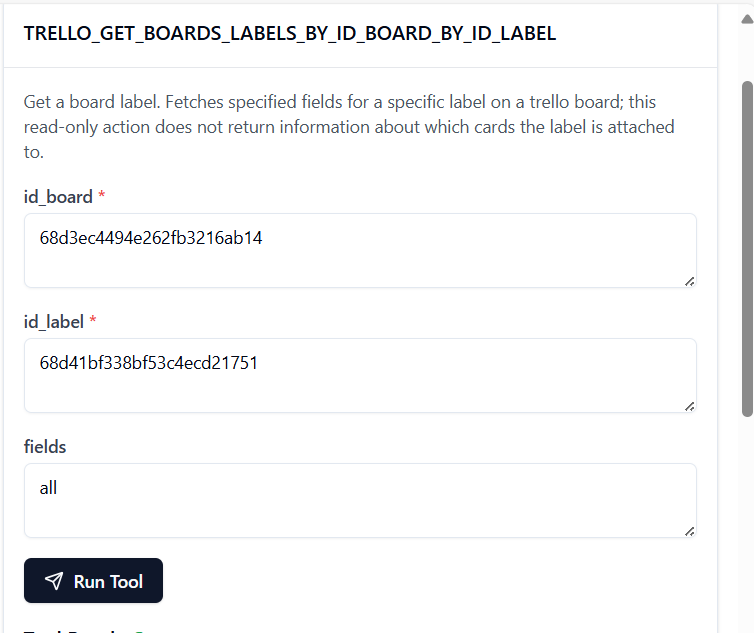 TRELLO_GET_BOARDS_LABELS_BY_ID_BOARD_BY_ID_LABEL
Get a board label. Fetches specified fields for a specific label on a trello board; this
read-only action does not return information about which cards the label is attached
to.
id_board *
68d3ec4494e262fb3216ab14
id_label *
68d41bf338bf53c4ecd21751
fields
all
Run Tool